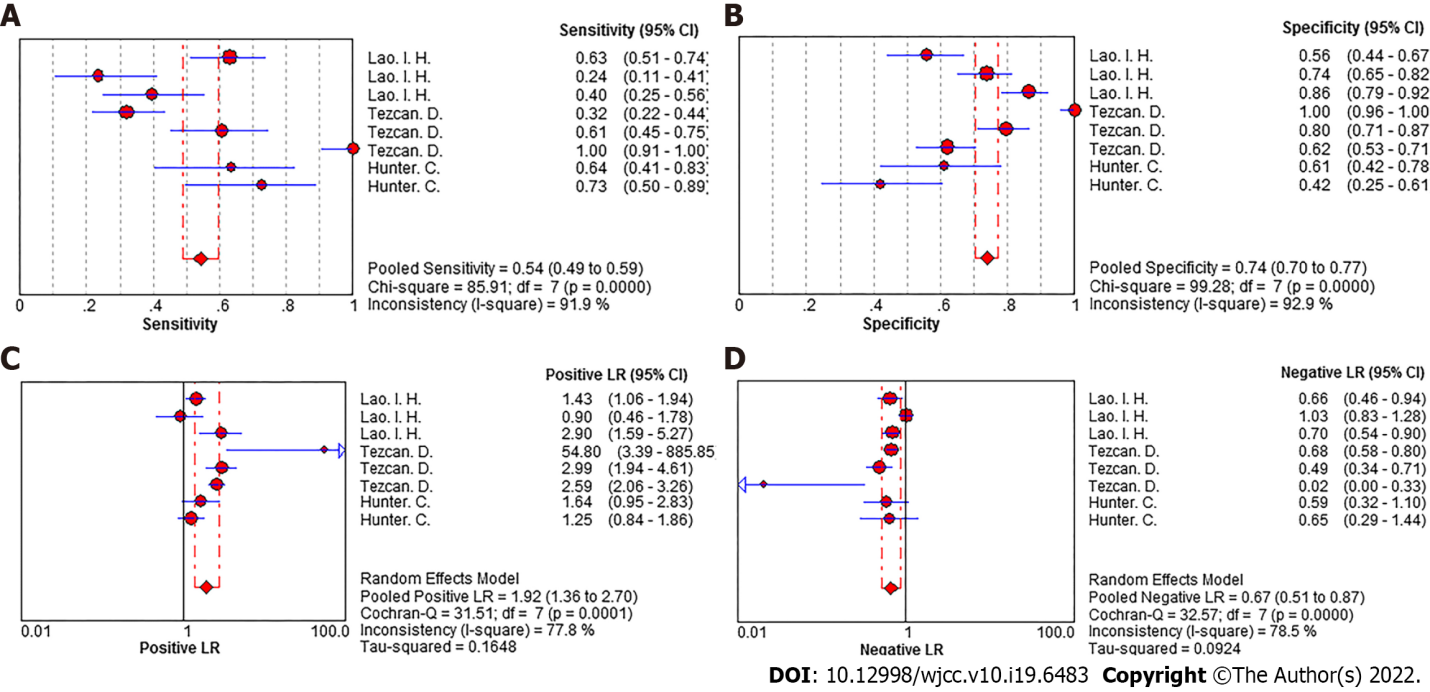 A
Sensitivity (95% CI)
Lao. I. H. 0.63 (0.51 - 0.74)
Lao. I. H. 0.24 (0.11 - 0.41)
Lao. I. H. 0.40 (0.25 - 0.56)
Tezcan. D. 0.32 (0.22 - 0.44)
Tezcan. D. 0.61 (0.45 - 0.75)
Tezcan. D. 1.00 (0.91 - 1.00)
Hunter. C. 0.64 (0.41 - 0.83)
Hunter. C. 0.73 (0.50 - 0.89)
Pooled Sensitivity = 0.54 (0.49 to 0.59)
Chi-square = 85.91; df = 7 (p = 0.0000)
Inconsistency (I-square) = 91.9 %
0 .2 .4 .6 .8 1
Sensitivity
B
Specificity (95% CI)
Lao. I. H. 0.56 (0.44 - 0.67
Lao. I. H. 0.74 (0.65 - 0.82
Lao. I. H. 0.86 (0.79 - 0.92
Tezcan. D. 1.00 (0.96 - 1.00
Tezcan. D. 0.80 (0.71 - 0.87
Tezcan. D. 0.62 (0.53 - 0.71
Hunter. C. 0.61 (0.42 - 0.78
Hunter. C. 0.42 (0.25 - 0.61
Pooled Specificity = 0.74 (0.70 to 0.77)
Chi-square = 99.28; df = 7 (p = 0.0000)
Inconsistency (I-square) = 92.9 %
0 .2 .4 .6 .8 1
Specificity
C
Positive LR (95% CI)
Lao. I. H. 1.43 (1.06 - 1.94)
Lao. I. H. 0.90 (0.46 - 1.78)
Lao. I. H. 2.90 (1.59 - 5.27)
Tezcan. D. 54.80 (3.39 - 885.85)
Tezcan. D. 2.99 (1.94 - 4.61)
Tezcan. D. 2.59 (2.06 - 3.26)
Hunter. C. 1.64 (0.95 - 2.83)
Hunter. C. 1.25 (0.84 - 1.86)
Random Effects Model
Pooled Positive LR = 1.92 (1.36 to 2.70)
Cochran-Q = 31.51; df = 7 (p = 0.0001)
Inconsistency (I-square) = 77.8 %
Tau-squared = 0.1648
0.01 1 100.0
Positive LR
D
Negative LR (95% CI)
Lao. I. H. 0.66 (0.46 - 0.94)
Lao. I. H. 1.03 (0.83 - 1.28)
Lao. I. H. 0.70 (0.54 - 0.90)
Tezcan. D. 0.68 (0.58 - 0.80)
Tezcan. D. 0.49 (0.34 - 0.71)
Tezcan. D. 0.02 (0.00 - 0.33)
Hunter. C. 0.59 (0.32 - 1.10)
Hunter. C. 0.65 (0.29 - 1.44)
Random Effects Model
Pooled Negative LR = 0.67 (0.51 to 0.87)
Cochran-Q = 32.57; df = 7 (p = 0.0000)
Inconsistency (I-square) = 78.5 %
Tau-squared = 0.0924
0.01 1 100.0
Negative LR
DOI: 10.12998/wjcc.v10.i19.6483 Copyright ©The Author(s) 2022.